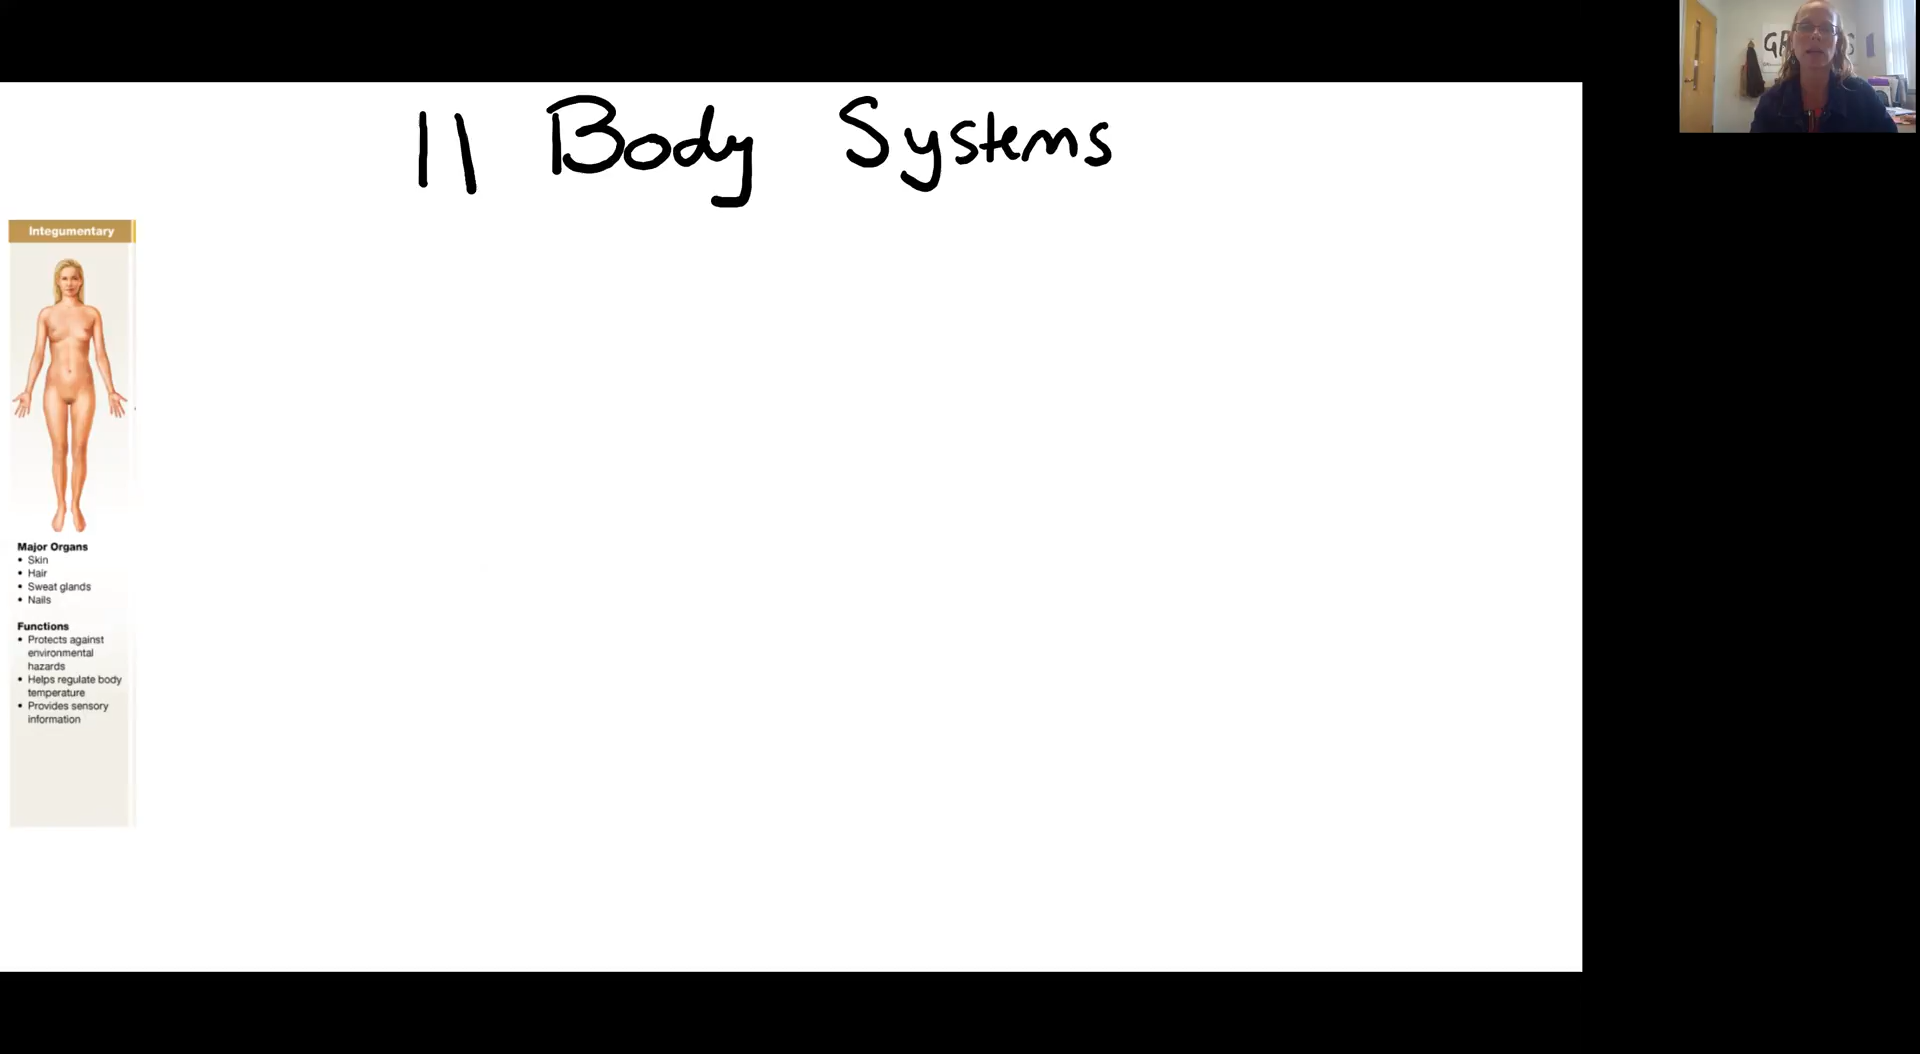 11 Body Systems
Integumentary
Major Organs
• Skin
• Hair
• Sweat glands
• Nails
Functions
• Protects against
environmental
hazards
• Helps regulate body
temperature
• Provides sensory
information